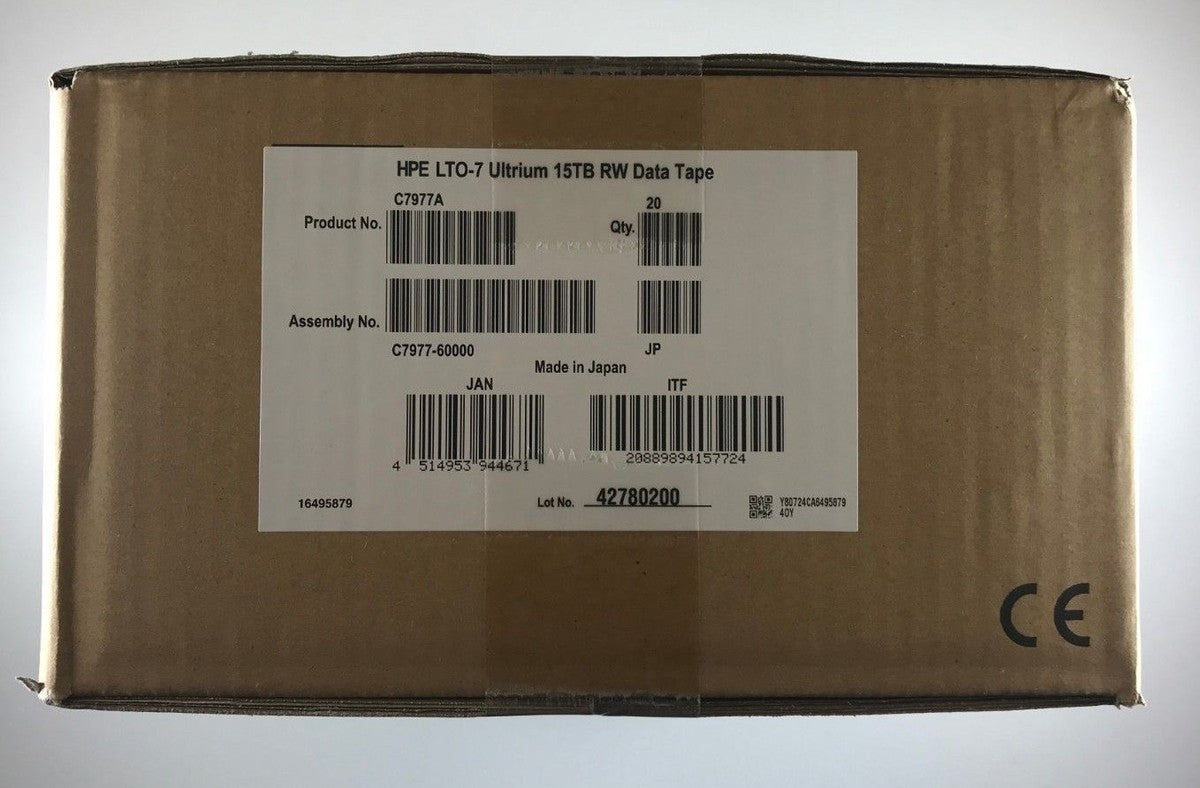 HPE LTO-7 Ultrium 15TB RW Data Tape
C7977A
20
Product No.
Qty.
Assembly No.
C7977-60000
JP
Made in Japan
JAN
ITF
4 514953 944671
20889894157724
16495879
Lot No. 42780200
Y80724CA6495879
40Y
CE